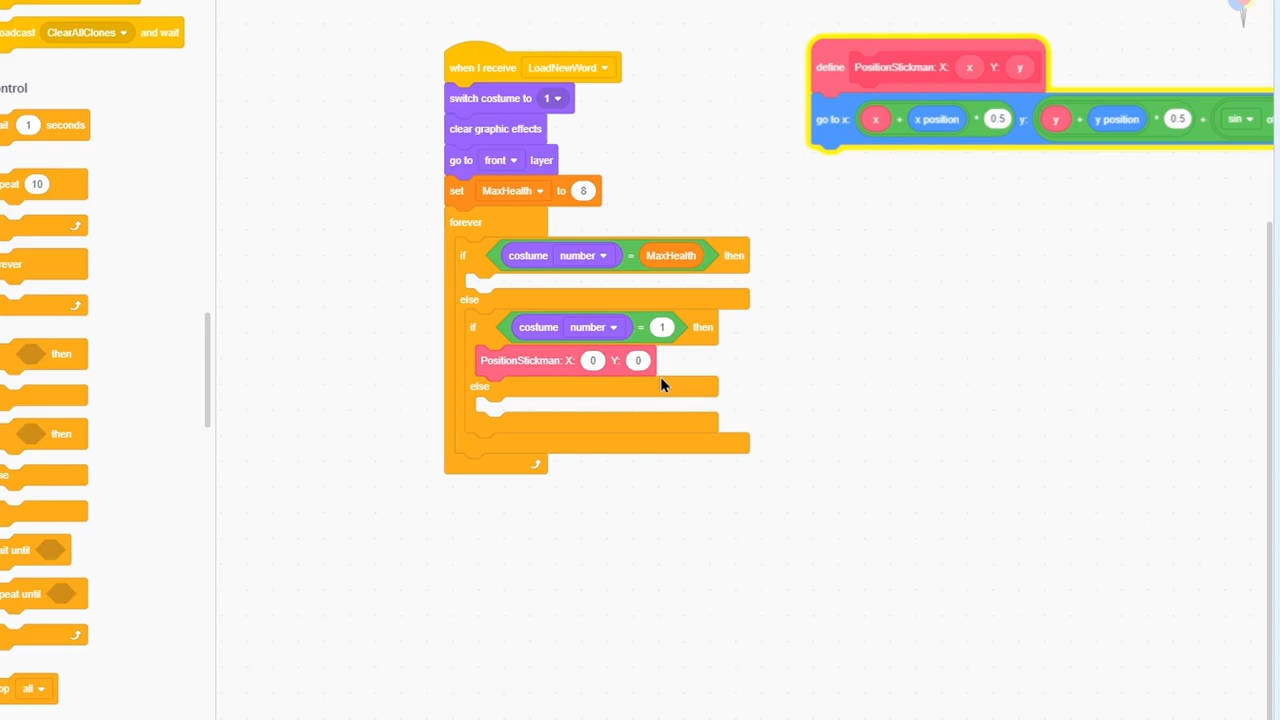 oadcast ClearAllClones and wait
ontrol
ait 1 seconds
peat 10
rever
then
then
se
ait until
peat until
op all
when I receive LoadNewWord
switch costume to 1
clear graphic effects
go to front layer
set MaxHealth to 8
forever
if costume number = MaxHealth then
else
if costume number = 1 then
PositionStickman: X: 0 Y: 0
else
define PositionStickman: X: x Y: y
go to x: x + x position * 0.5 y: y + y position * 0.5 + sin o